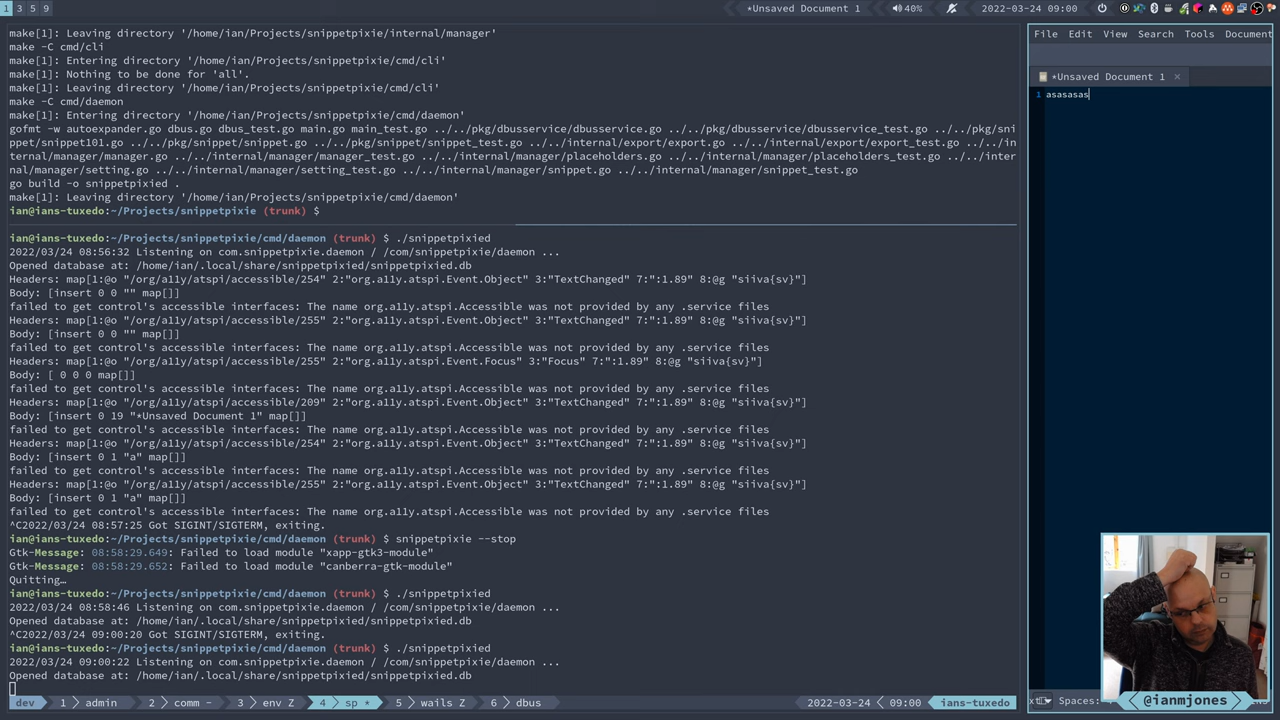 1 3 5 9 *Unsaved Document 1 40% 2022-03-24 09:00
make[1]: Leaving directory '/home/ian/Projects/snippetpixie/internal/manager'
make -C cmd/cli
make[1]: Entering directory '/home/ian/Projects/snippetpixie/cmd/cli'
make[1]: Nothing to be done for 'all'.
make[1]: Leaving directory '/home/ian/Projects/snippetpixie/cmd/cli'
make -C cmd/daemon
make[1]: Entering directory '/home/ian/Projects/snippetpixie/cmd/daemon'
gofmt -w autoexpander.go dbus.go dbus_test.go main.go main_test.go ../../pkg/dbusservice/dbusservice.go ../../pkg/dbusservice/dbusservice_test.go ../../pkg/sni
ppet/snippet101.go ../../pkg/snippet/snippet.go ../../pkg/snippet/snippet_test.go ../../internal/export/export.go ../../internal/export/export_test.go ../../in
ternal/manager/manager.go ../../internal/manager/manager_test.go ../../internal/manager/placeholders.go ../../internal/manager/placeholders_test.go ../../inter
nal/manager/setting.go ../../internal/manager/setting_test.go ../../internal/manager/snippet.go ../../internal/manager/snippet_test.go
go build -o snippetpixied .
make[1]: Leaving directory '/home/ian/Projects/snippetpixie/cmd/daemon'
ian@ians-tuxedo:~/Projects/snippetpixie (trunk) $
ian@ians-tuxedo:~/Projects/snippetpixie/cmd/daemon (trunk) $ ./snippetpixied
2022/03/24 08:56:32 Listening on com.snippetpixie.daemon / /com/snippetpixie/daemon ...
Opened database at: /home/ian/.local/share/snippetpixied/snippetpixied.db
Headers: map[1:@o "/org/a11y/atspi/accessible/254" 2:"org.a11y.atspi.Event.Object" 3:"TextChanged" 7:":1.89" 8:@g "siiva{sv}"]
Body: [insert 0 0 "" map[]]
failed to get control's accessible interfaces: The name org.a11y.atspi.Accessible was not provided by any .service files
Headers: map[1:@o "/org/a11y/atspi/accessible/255" 2:"org.a11y.atspi.Event.Object" 3:"TextChanged" 7:":1.89" 8:@g "siiva{sv}"]
Body: [insert 0 0 "" map[]]
failed to get control's accessible interfaces: The name org.a11y.atspi.Accessible was not provided by any .service files
Headers: map[1:@o "/org/a11y/atspi/accessible/255" 2:"org.a11y.atspi.Event.Focus" 3:"Focus" 7:":1.89" 8:@g "siiva{sv}"]
Body: [ 0 0 0 map[]]
failed to get control's accessible interfaces: The name org.a11y.atspi.Accessible was not provided by any .service files
Headers: map[1:@o "/org/a11y/atspi/accessible/209" 2:"org.a11y.atspi.Event.Object" 3:"TextChanged" 7:":1.89" 8:@g "siiva{sv}"]
Body: [insert 0 19 "*Unsaved Document 1" map[]]
failed to get control's accessible interfaces: The name org.a11y.atspi.Accessible was not provided by any .service files
Headers: map[1:@o "/org/a11y/atspi/accessible/254" 2:"org.a11y.atspi.Event.Object" 3:"TextChanged" 7:":1.89" 8:@g "siiva{sv}"]
Body: [insert 0 1 "a" map[]]
failed to get control's accessible interfaces: The name org.a11y.atspi.Accessible was not provided by any .service files
Headers: map[1:@o "/org/a11y/atspi/accessible/255" 2:"org.a11y.atspi.Event.Object" 3:"TextChanged" 7:":1.89" 8:@g "siiva{sv}"]
Body: [insert 0 1 "a" map[]]
failed to get control's accessible interfaces: The name org.a11y.atspi.Accessible was not provided by any .service files
^C2022/03/24 08:57:25 Got SIGINT/SIGTERM, exiting.
ian@ians-tuxedo:~/Projects/snippetpixie/cmd/daemon (trunk) $ snippetpixie --stop
Gtk-Message: 08:58:29.649: Failed to load module "xapp-gtk3-module"
Gtk-Message: 08:58:29.652: Failed to load module "canberra-gtk-module"
Quitting…
ian@ians-tuxedo:~/Projects/snippetpixie/cmd/daemon (trunk) $ ./snippetpixied
2022/03/24 08:58:46 Listening on com.snippetpixie.daemon / /com/snippetpixie/daemon ...
Opened database at: /home/ian/.local/share/snippetpixied/snippetpixied.db
^C2022/03/24 09:00:20 Got SIGINT/SIGTERM, exiting.
ian@ians-tuxedo:~/Projects/snippetpixie/cmd/daemon (trunk) $ ./snippetpixied
2022/03/24 09:00:22 Listening on com.snippetpixie.daemon / /com/snippetpixie/daemon ...
Opened database at: /home/ian/.local/share/snippetpixied/snippetpixied.db
dev 1 admin 2 comm - 3 env Z 4 sp * 5 wails Z 6 dbus 2022-03-24 09:00 ians-tuxedo
File Edit View Search Tools Document
*Unsaved Document 1 ×
1 asasasas
Spaces:
@ianmjones